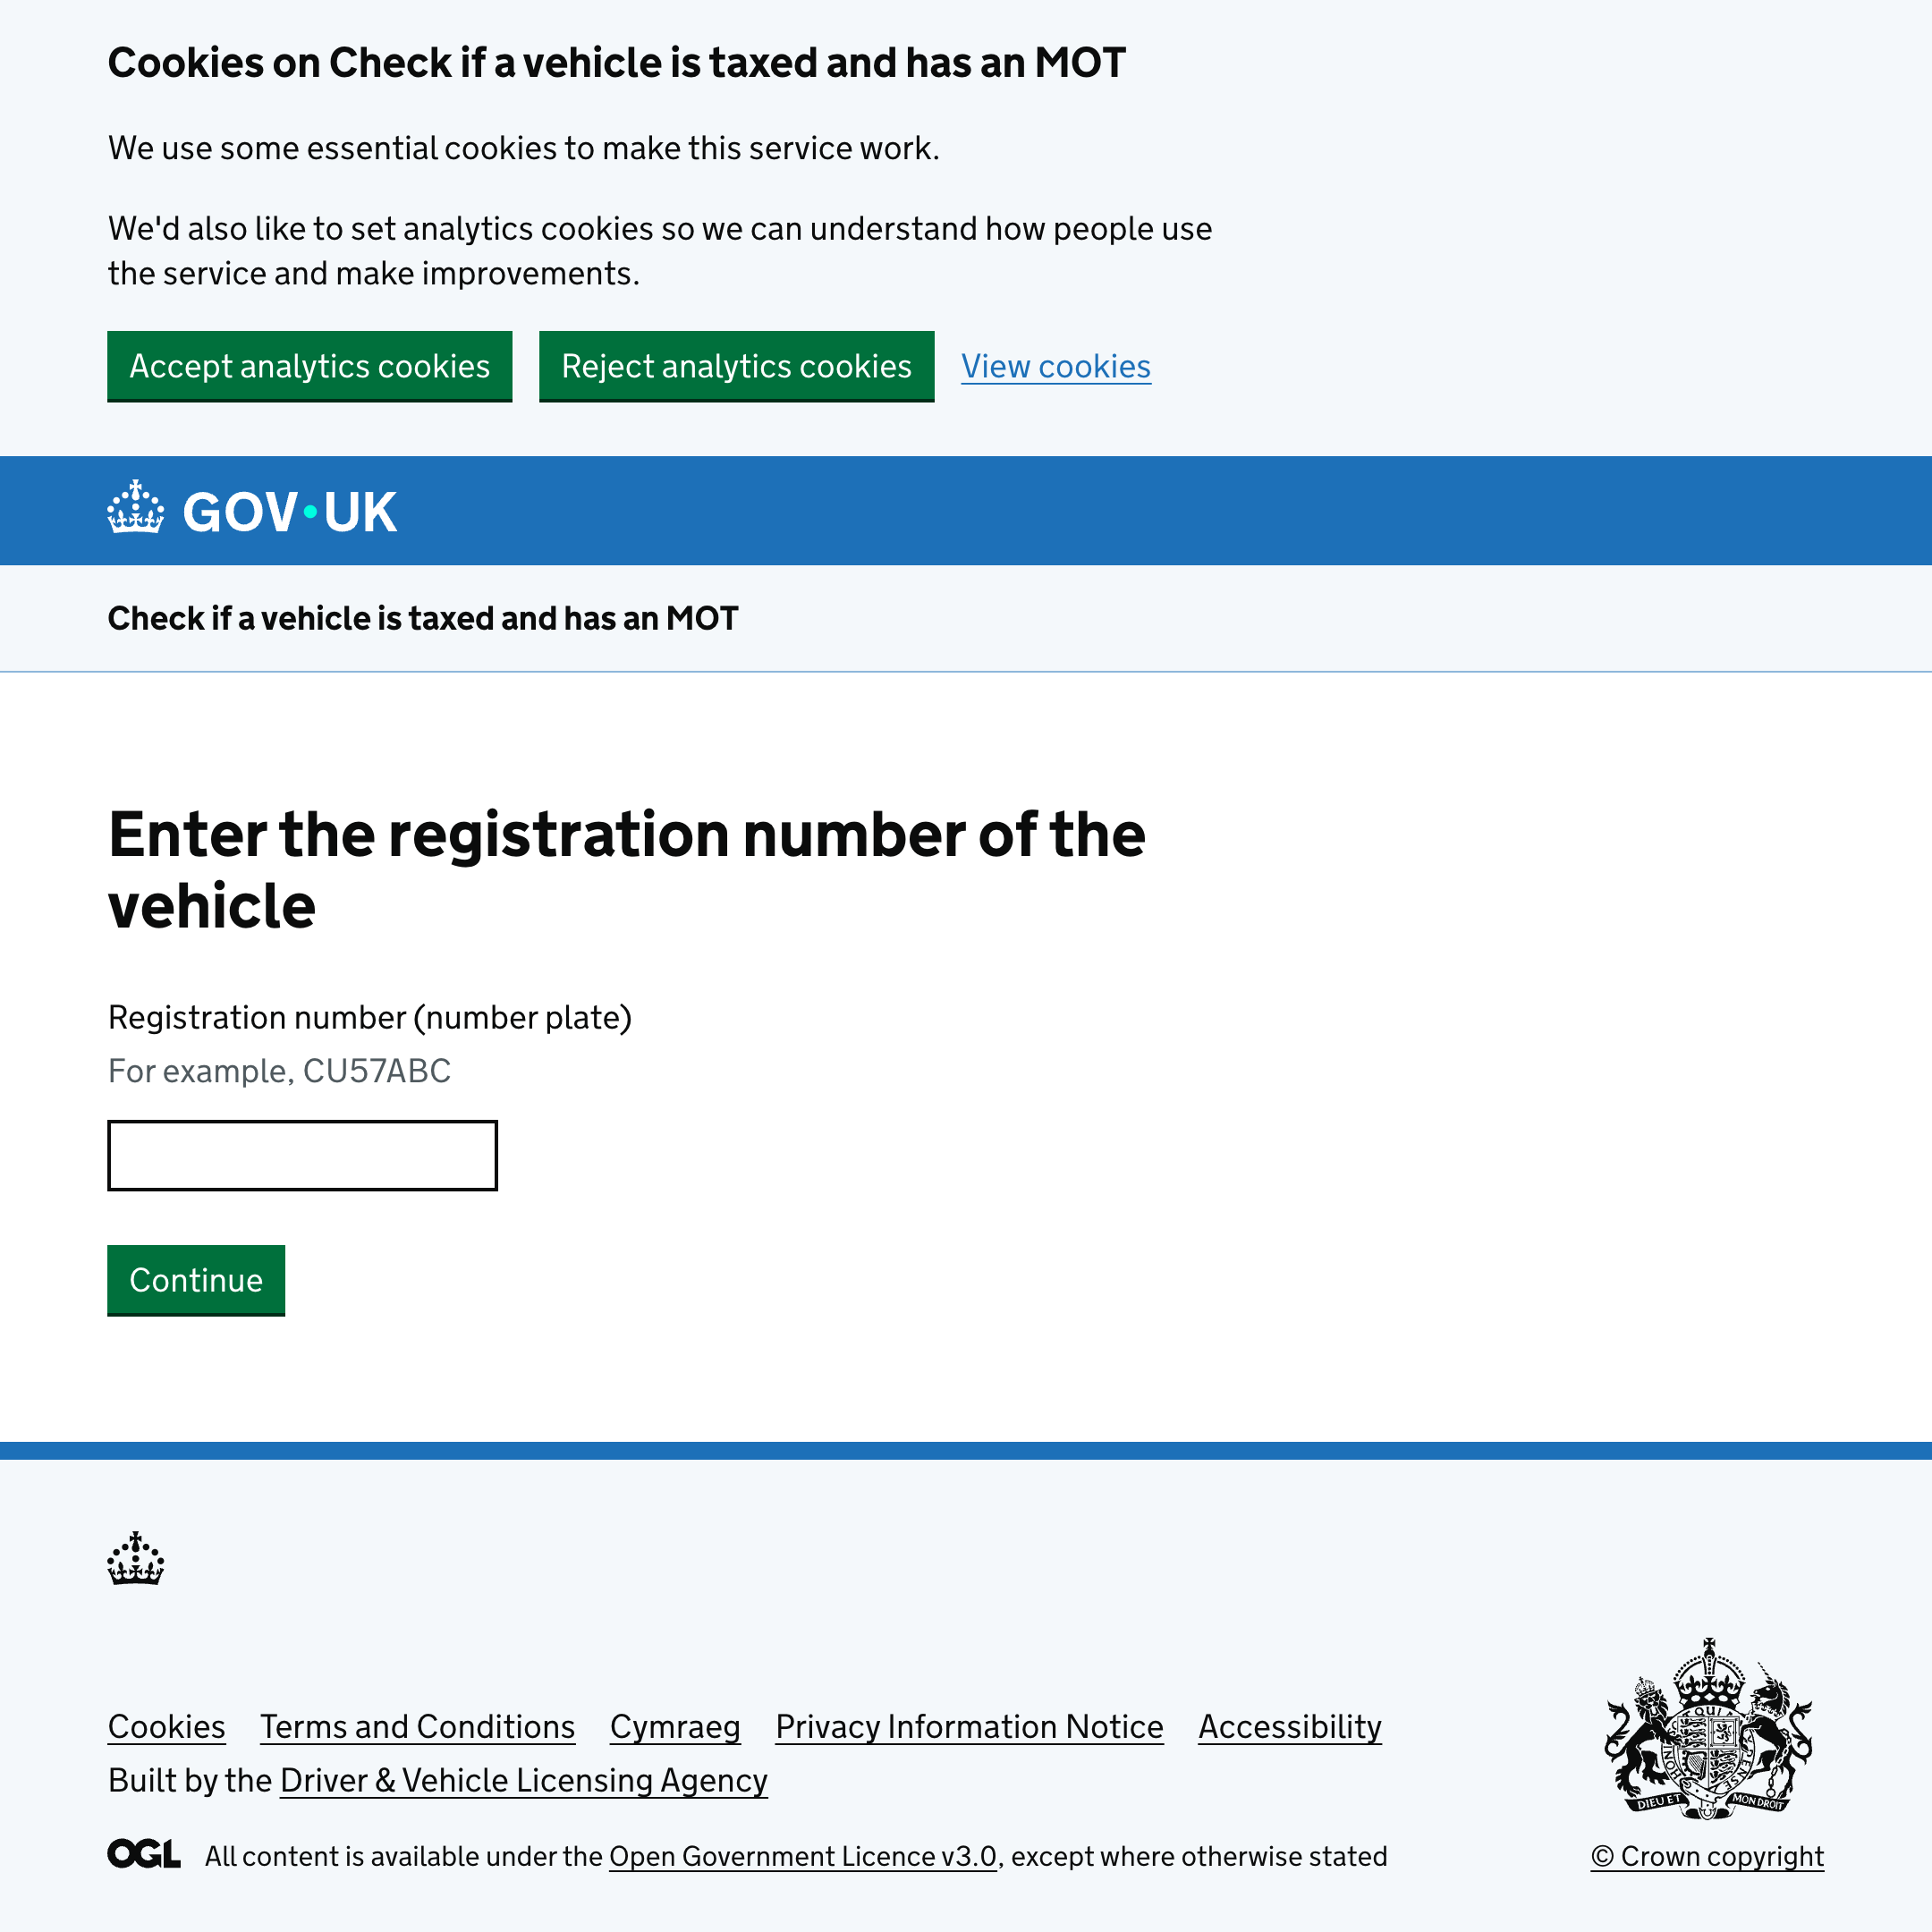 Cookies on Check if a vehicle is taxed and has an MOT
We use some essential cookies to make this service work.
We'd also like to set analytics cookies so we can understand how people use
the service and make improvements.
Accept analytics cookies Reject analytics cookies View cookies
GOV·UK
Check if a vehicle is taxed and has an MOT
Enter the registration number of the
vehicle
Registration number (number plate)
For example, CU57ABC
Continue
Cookies Terms and Conditions Cymraeg Privacy Information Notice Accessibility
Built by the Driver & Vehicle Licensing Agency
DIEU ET MON DROIT
OGL All content is available under the Open Government Licence v3.0, except where otherwise stated
© Crown copyright